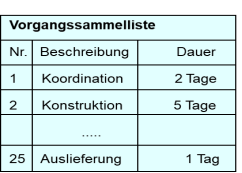 Vorgangssammelliste
Nr. Beschreibung Dauer
1 Koordination 2 Tage
2 Konstruktion 5 Tage
.....
25 Auslieferung 1 Tag